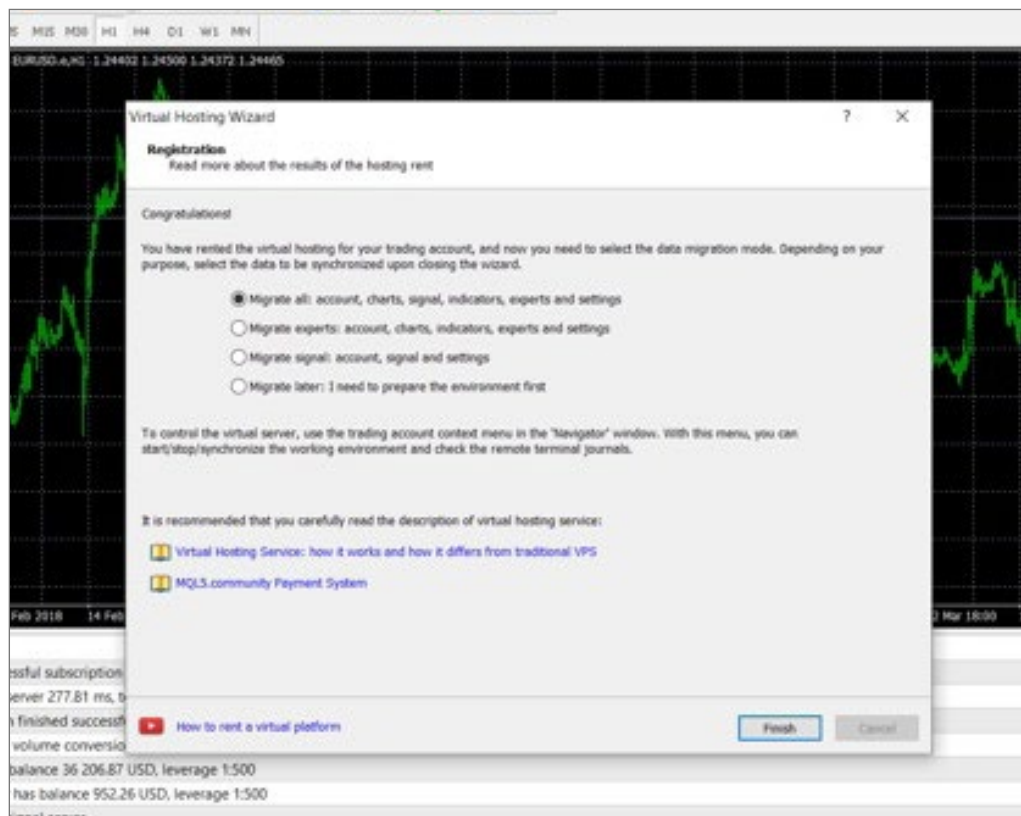 M15 M30 H1 H4 D1 W1 MN
EURUSD.e,H1 1.24402 1.24500 1.24372 1.24465
Virtual Hosting Wizard ?
Registration
Read more about the results of the hosting rent
Congratulations!
You have rented the virtual hosting for your trading account, and now you need to select the data migration mode. Depending on your
purpose, select the data to be synchronized upon closing the wizard.
Migrate all: account, charts, signal, indicators, experts and settings
Migrate experts: account, charts, indicators, experts and settings
Migrate signal: account, signal and settings
Migrate later: I need to prepare the environment first
To control the virtual server, use the trading account context menu in the 'Navigator' window. With this menu, you can
start/stop/synchronize the working environment and check the remote terminal journals.
It is recommended that you carefully read the description of virtual hosting service:
Virtual Hosting Service: how it works and how it differs from traditional VPS
MQL5.community Payment System
Feb 2018 14 Feb 2 Mar 18:00
essful subscription
erver 277.81 ms, t
finished successf
How to rent a virtual platform
Finish Cancel
volume conversio
balance 36 206.87 USD, leverage 1:500
has balance 952.26 USD, leverage 1:500